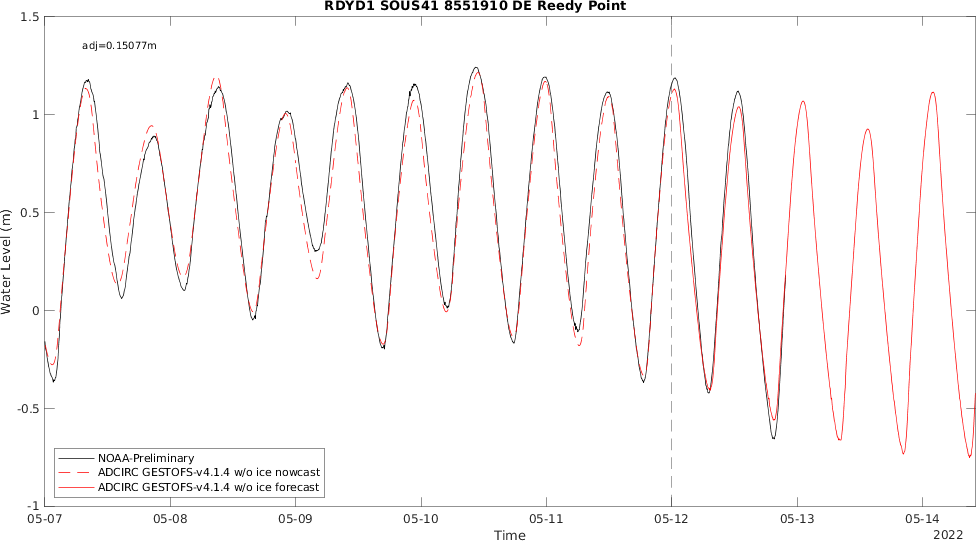 RDYD1 SOUS41 8551910 DE Reedy Point
adj=0.15077m
1.5
1
0.5
0
-0.5
-1
Water Level (m)
NOAA-Preliminary
ADCIRC GESTOFS-v4.1.4 w/o ice nowcast
ADCIRC GESTOFS-v4.1.4 w/o ice forecast
05-07 05-08 05-09 05-10 05-11 05-12 05-13 05-14
Time
2022